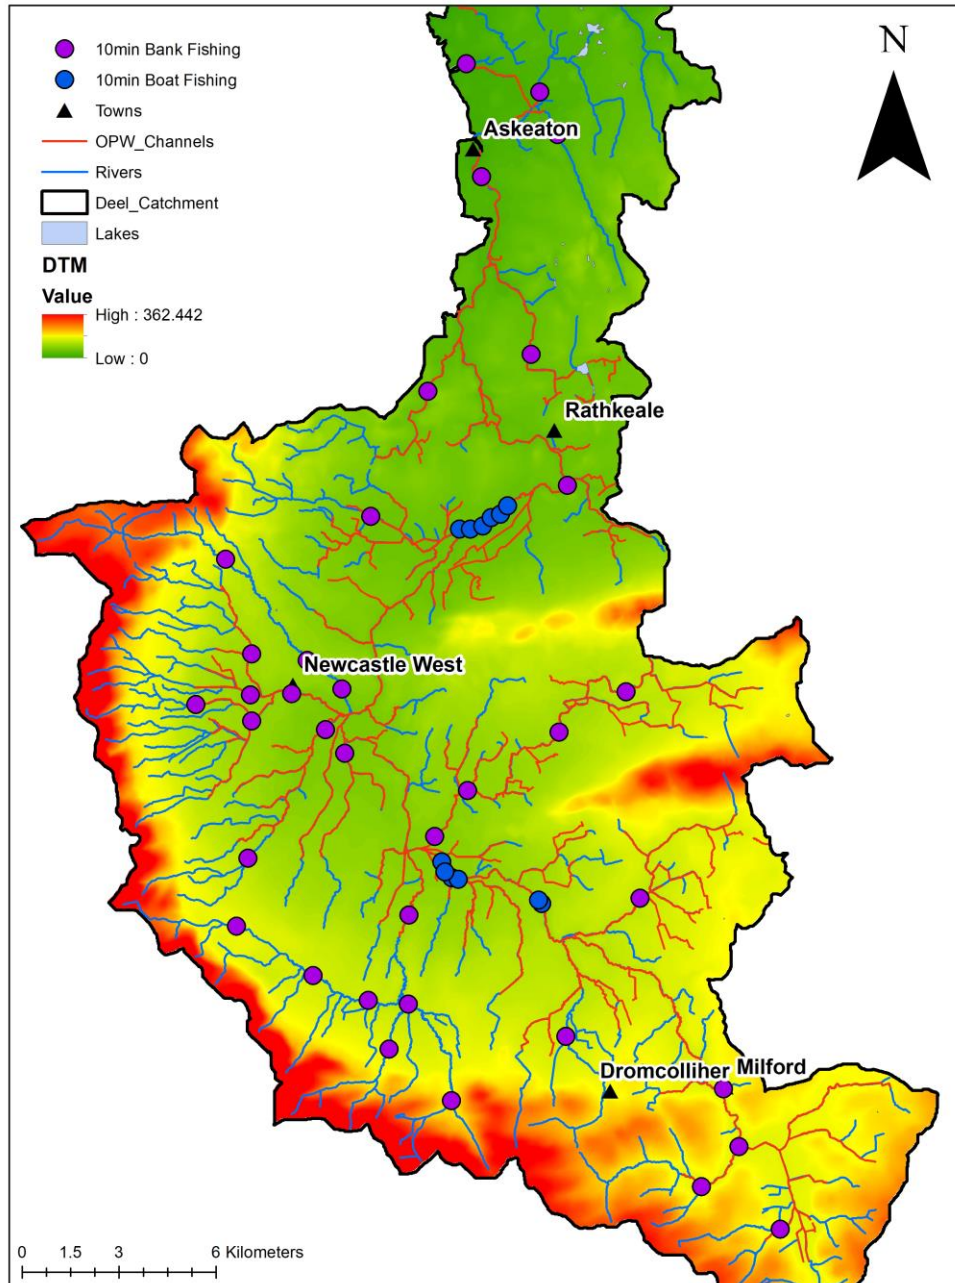 10min Bank Fishing
10min Boat Fishing
Towns
OPW_Channels
Rivers
Deel_Catchment
Lakes
DTM
Value
High : 362.442
Low : 0
N
Askeaton
Rathkeale
Newcastle West
Dromcolliher Milford
0 1.5 3 6 Kilometers